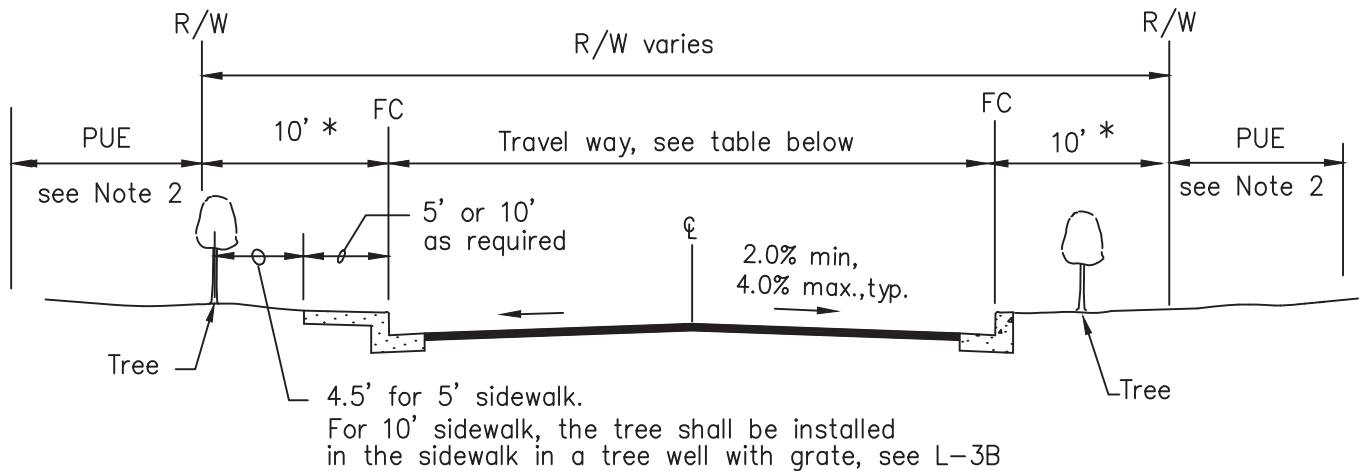 R/W
R/W
R/W varies
FC
FC
PUE
10' *
Travel way, see table below
10' *
PUE
see Note 2
see Note 2
5' or 10'
as required
℄
2.0% min,
4.0% max.,typ.
Tree
Tree
4.5' for 5' sidewalk.
For 10' sidewalk, the tree shall be installed
in the sidewalk in a tree well with grate, see L-3B